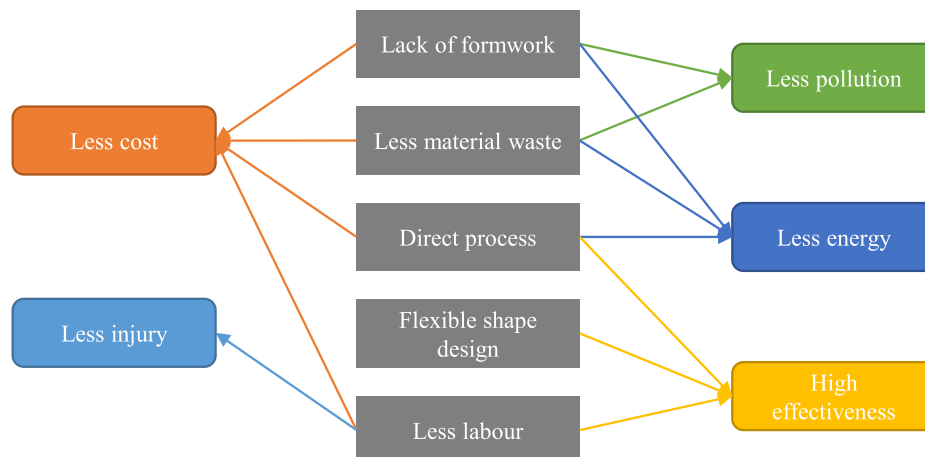 Less cost
Less injury
Lack of formwork
Less material waste
Direct process
Flexible shape
design
Less labour
Less pollution
Less energy
High
effectiveness